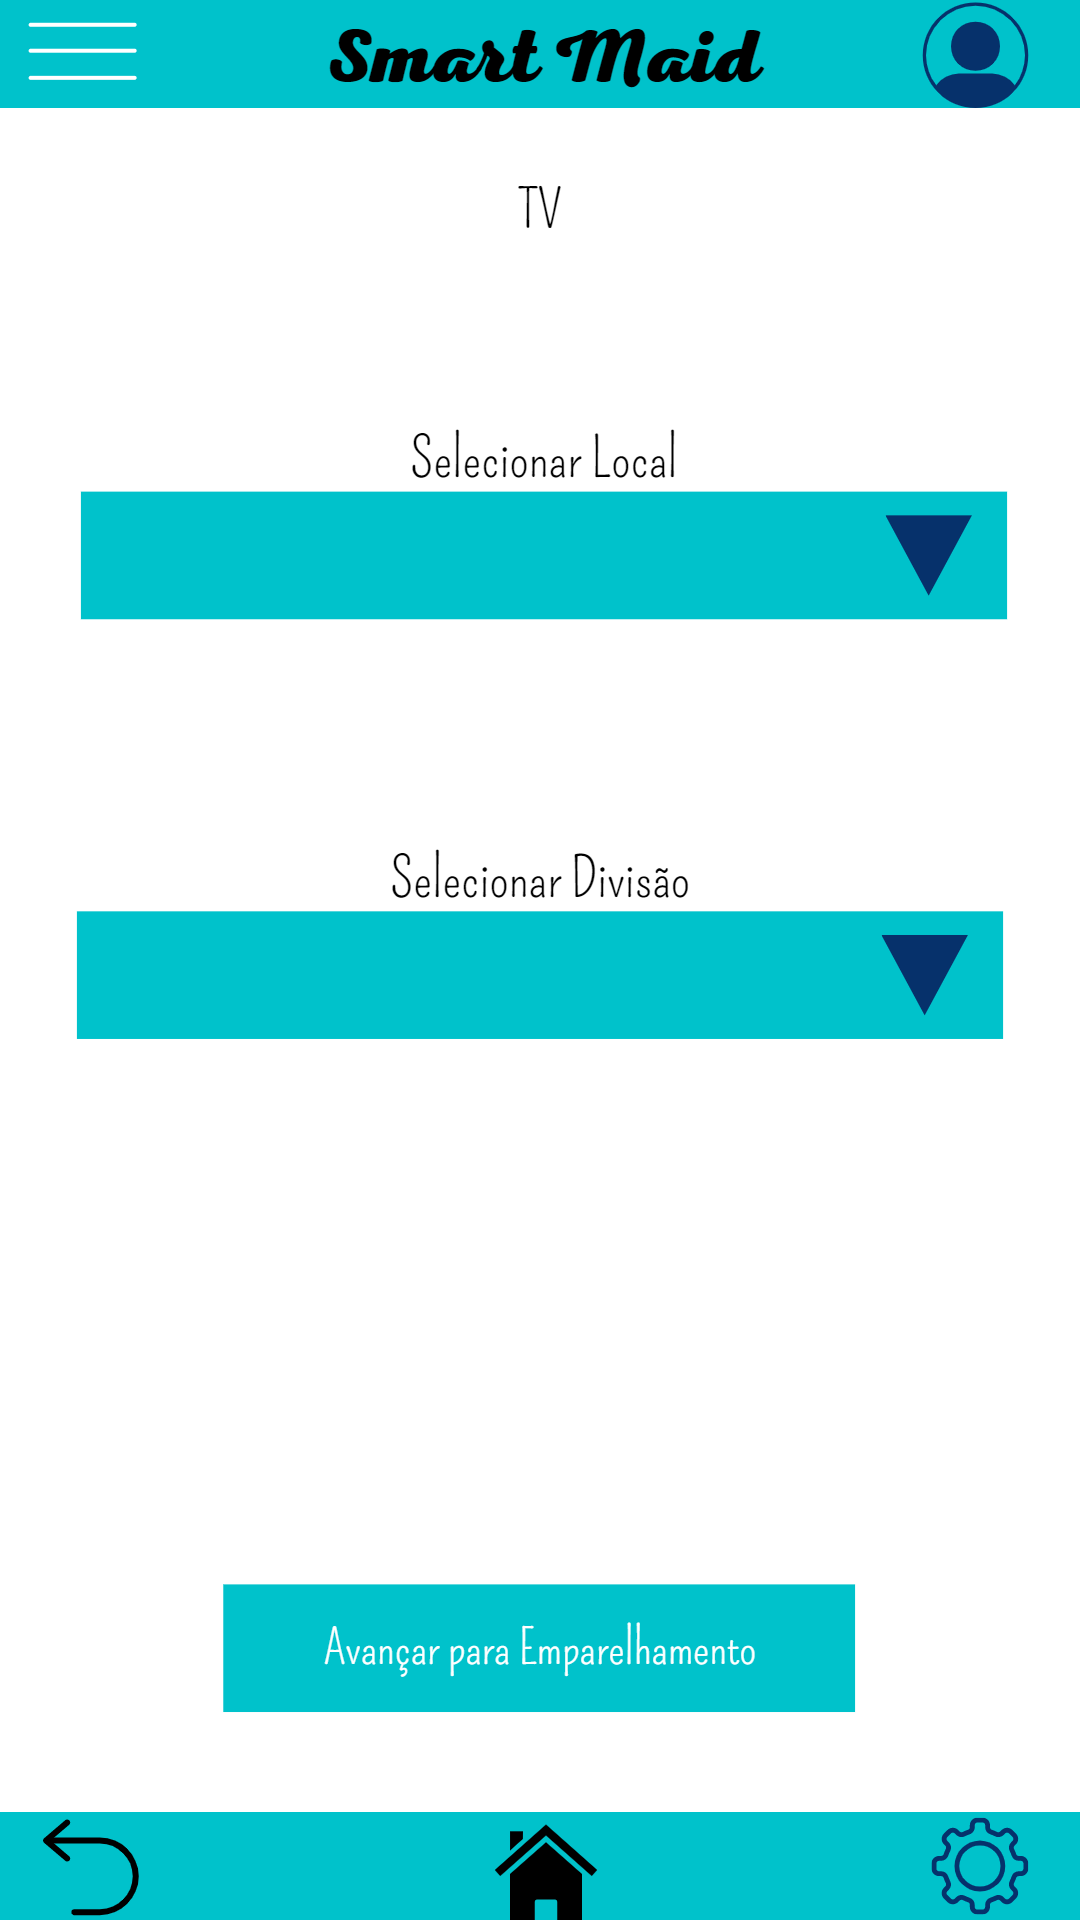 Smart Maid
TV
Selecionar Local
Selecionar Divisão
Avançar para Emparelhamento